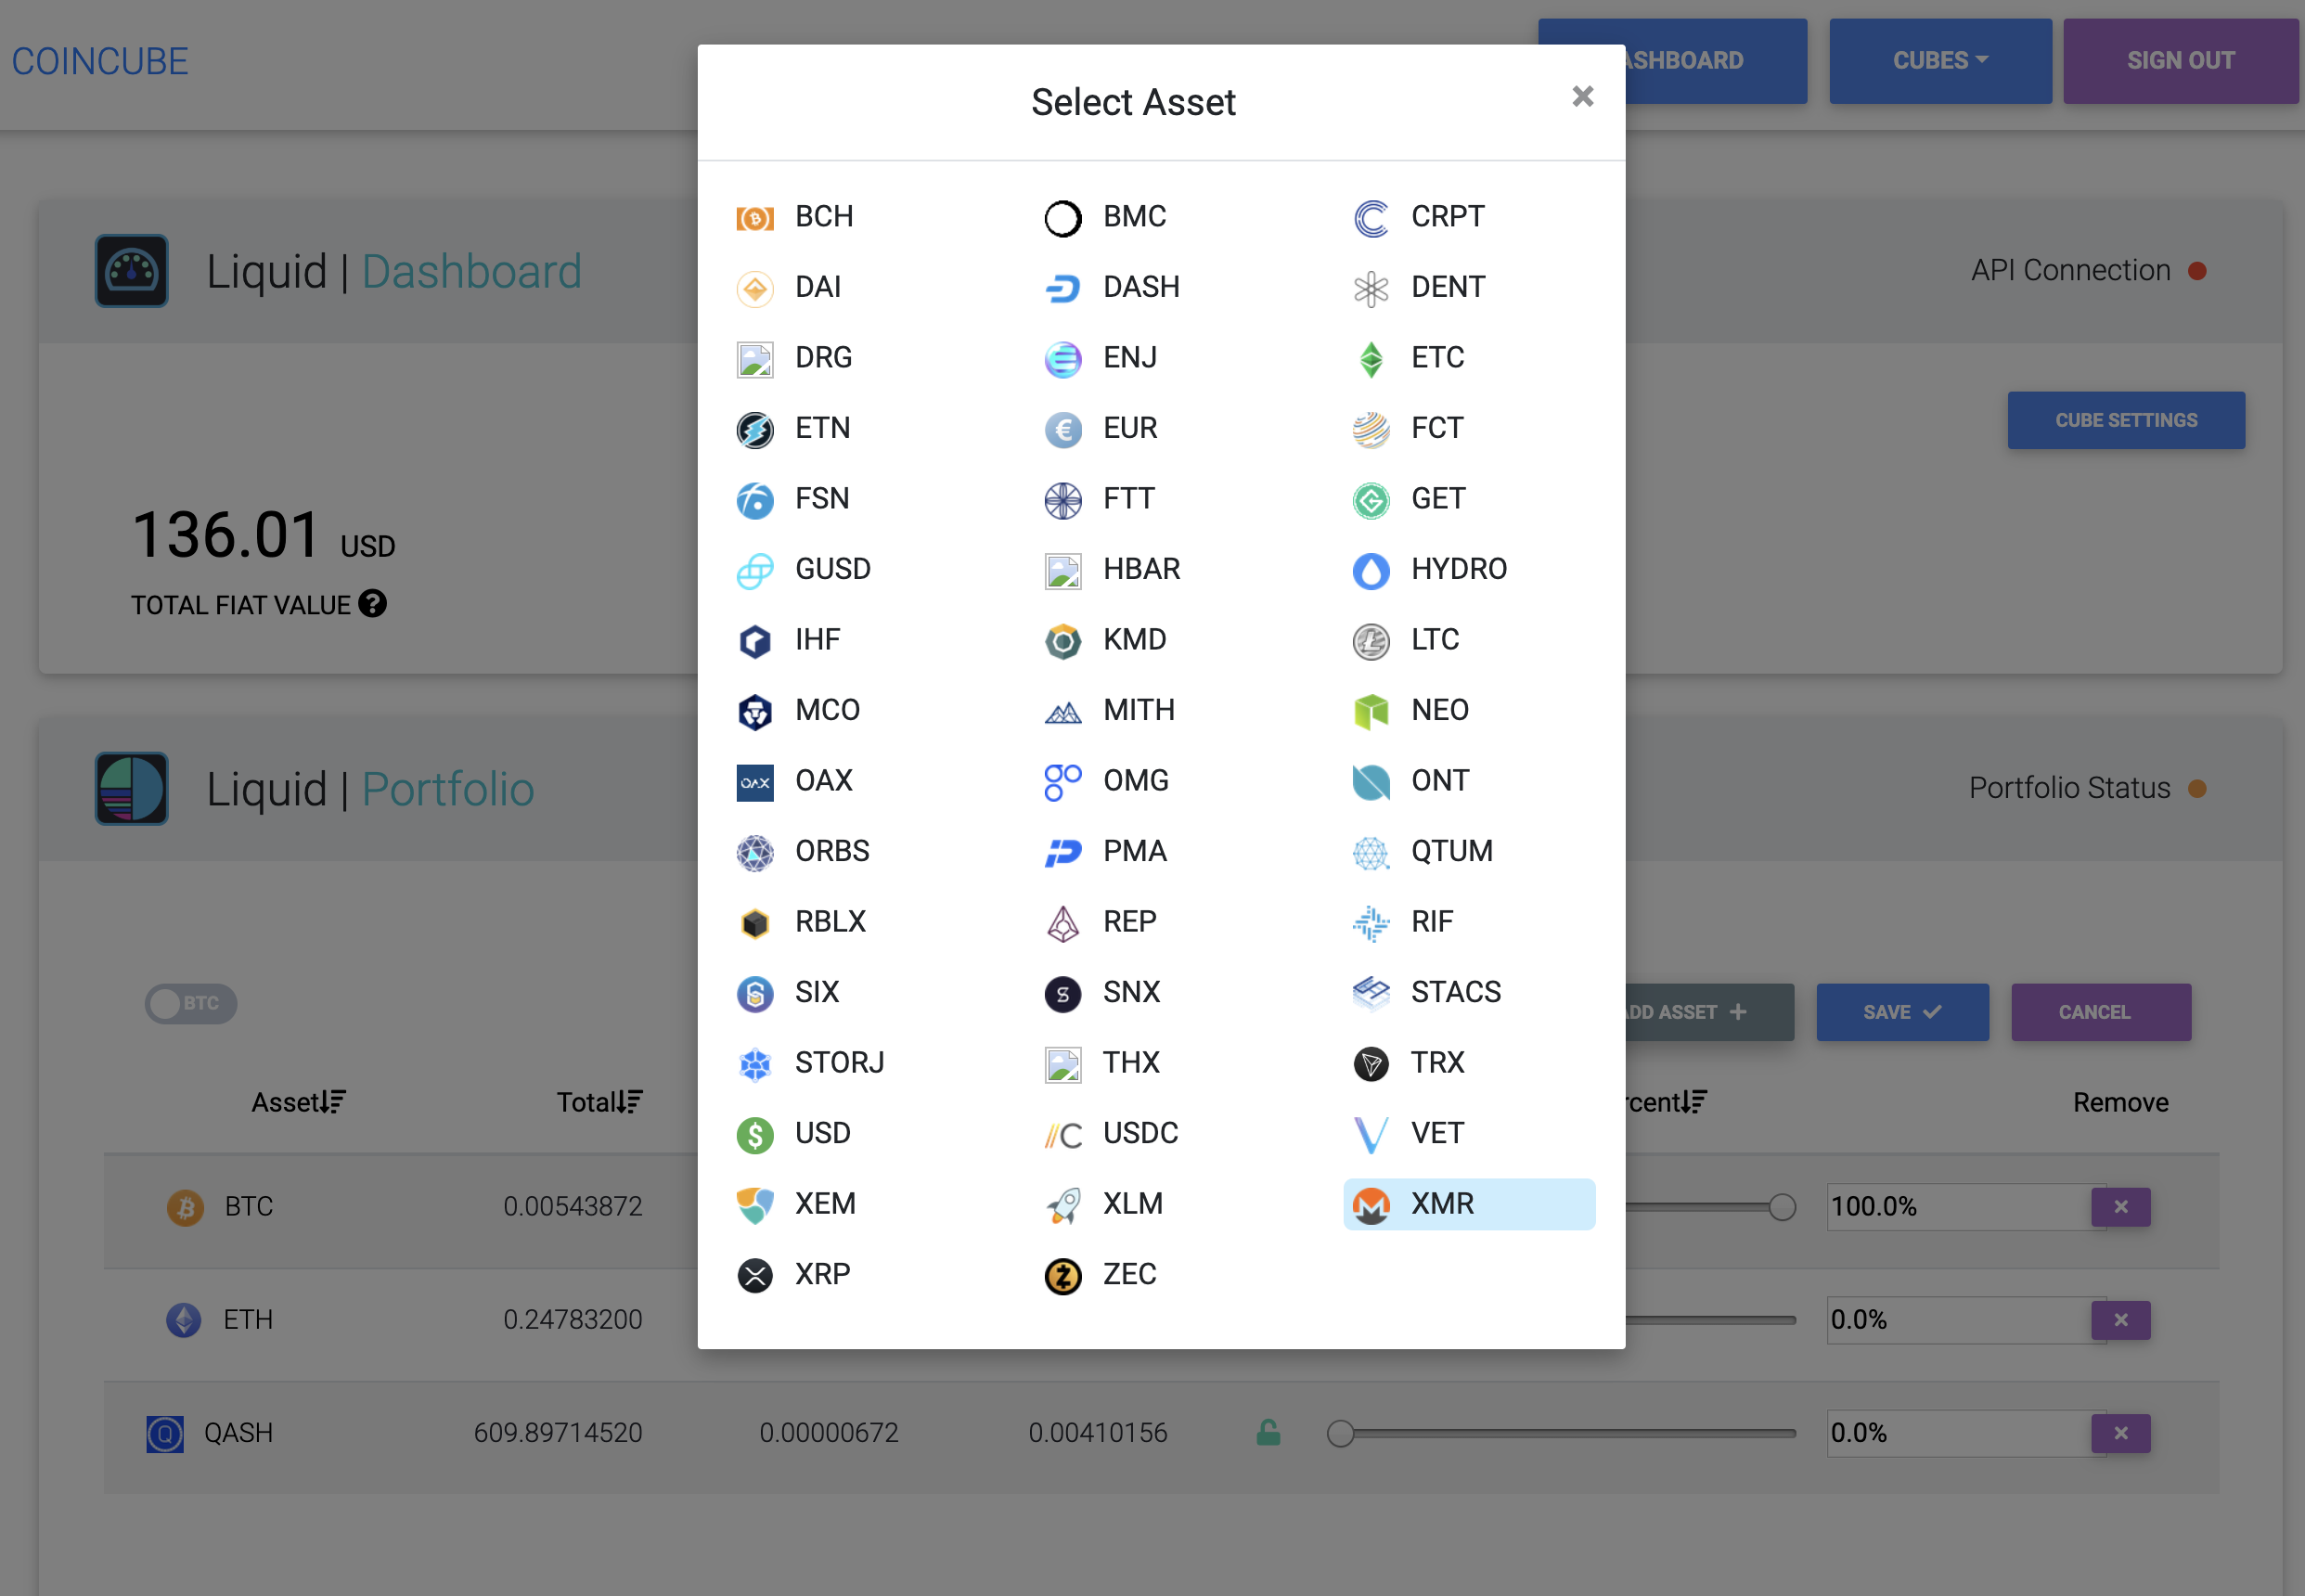 COINCUBE
ASHBOARD
CUBES
SIGN OUT
Select Asset
×
BCH BMC CRPT
DAI DASH DENT
DRG ENJ ETC
ETN EUR FCT
FSN FTT GET
GUSD HBAR HYDRO
IHF KMD LTC
MCO MITH NEO
OAX OMG ONT
ORBS PMA QTUM
RBLX REP RIF
SIX SNX STACS
STORJ THX TRX
USD USDC VET
XEM XLM XMR
XRP ZEC
Liquid | Dashboard
API Connection
CUBE SETTINGS
136.01 USD
TOTAL FIAT VALUE ?
Liquid | Portfolio
Portfolio Status
BTC
DD ASSET +
SAVE
CANCEL
Asset Total rcent Remove
BTC 0.00543872 100.0% ×
ETH 0.24783200 0.0% ×
QASH 609.89714520 0.00000672 0.00410156 0.0% ×